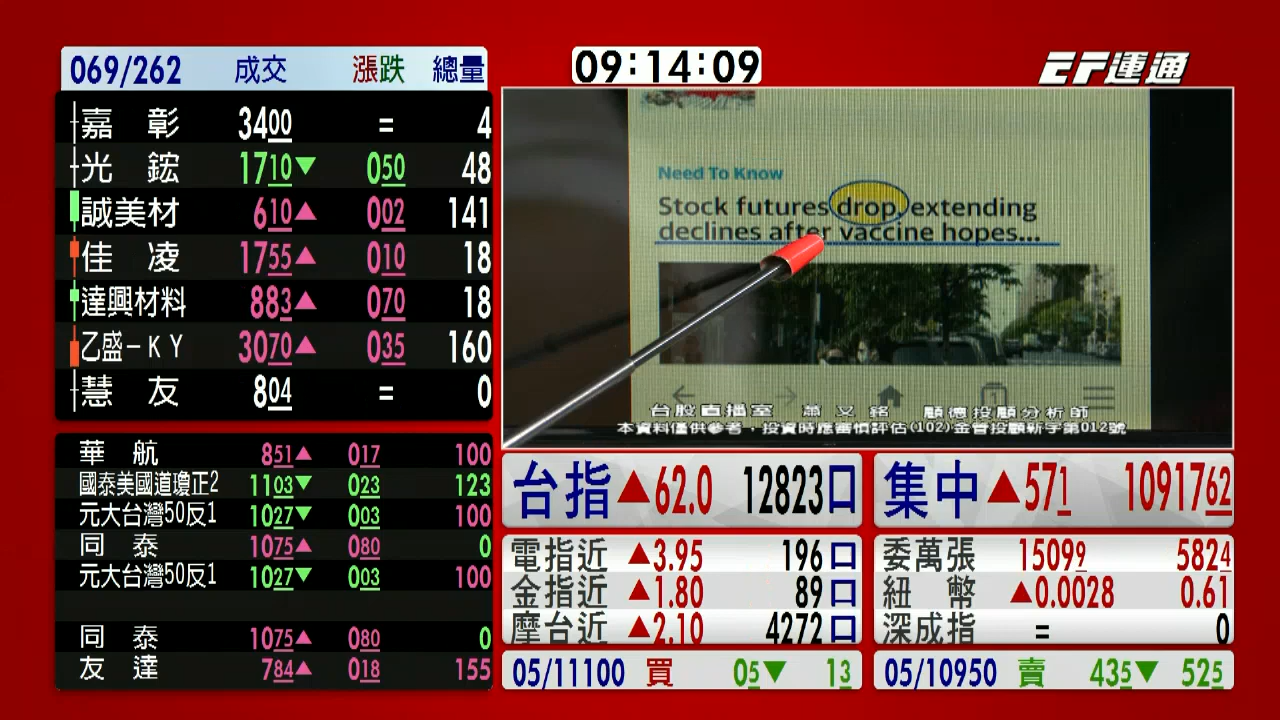 069/262 成交 漲跌 總量
嘉彰 3400 = 4
光鋐 1710▼ 050 48
誠美材 610▲ 002 141
佳凌 1755▲ 010 18
達興材料 883▲ 070 18
乙盛-KY 3070▲ 035 160
慧友 804 = 0
華航 851▲ 017 100
國泰美國道瓊正2 1103▼ 023 123
元大台灣50反1 1027▼ 003 100
同泰 1075▲ 080 0
元大台灣50反1 1027▼ 003 100
同泰 1075▲ 080 0
友達 784▲ 018 155
09:14:09
EF運通
Need To Know
Stock futures drop, extending
declines after vaccine hopes...
台股直播室 蕭又銘 顧德投顧分析師
本資料僅供參考，投資時應審慎評估(102)金管投顧新字第012號
台指▲62.0 12823口
電指近 ▲3.95 196口
金指近 ▲1.80 89口
摩台近 ▲2.10 4272口
05/11100 買 05▼ 13
集中▲571 1091762
委萬張 15099 5824
紐幣 ▲0.0028 0.61
深成指 = 0
05/10950 賣 435▼ 525